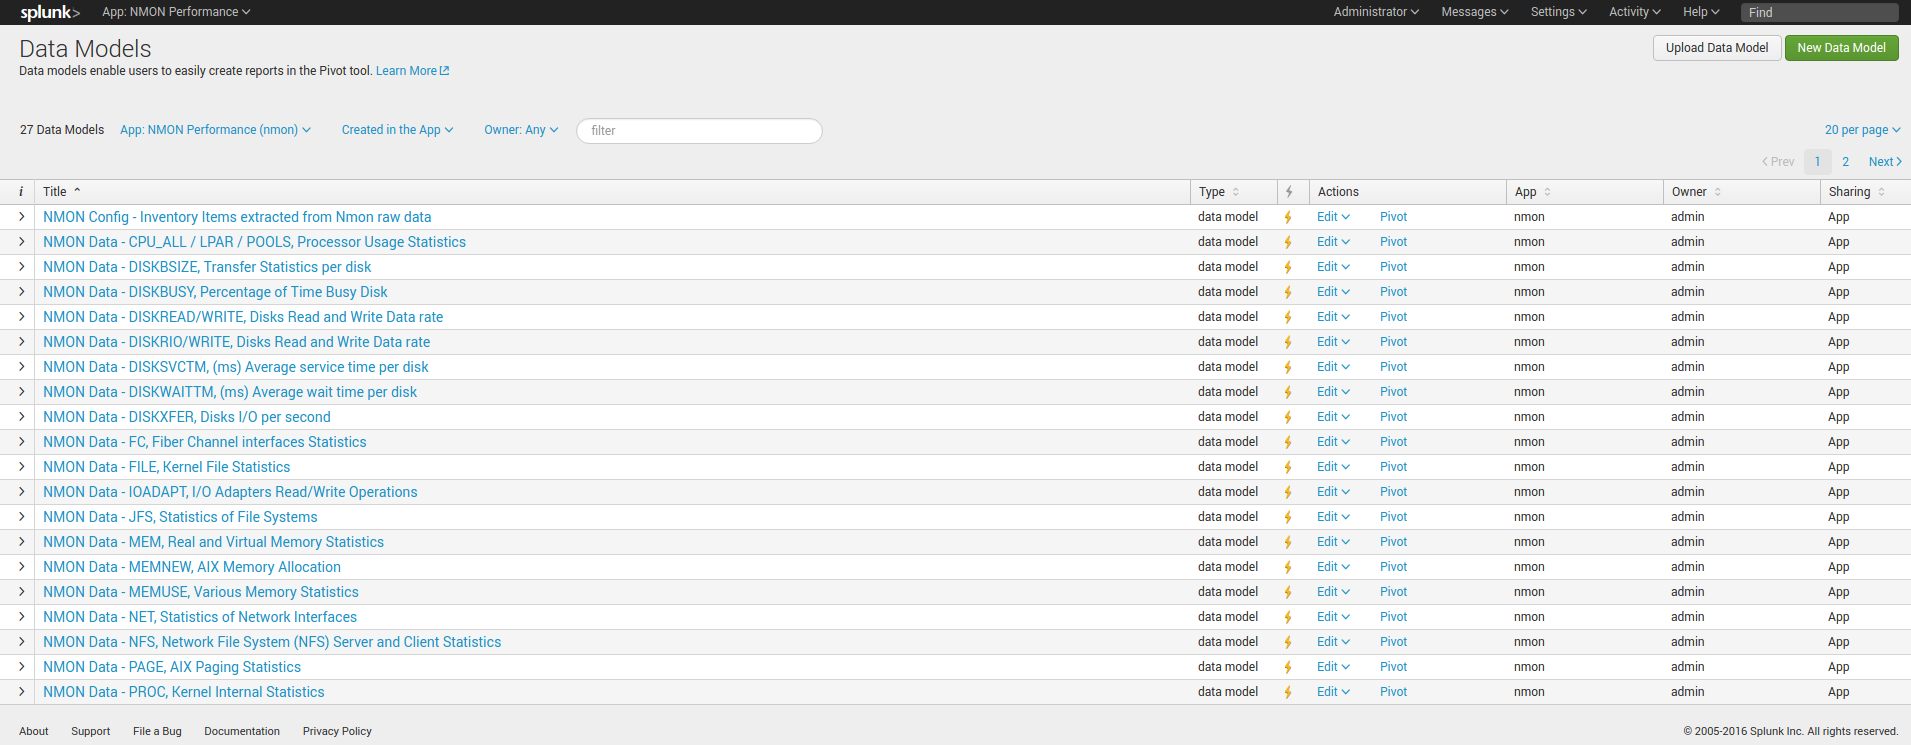 splunk> App: NMON Performance Administrator Messages Settings Activity Help Find
Data Models
Upload Data Model New Data Model
Data models enable users to easily create reports in the Pivot tool. Learn More
27 Data Models App: NMON Performance (nmon) Created in the App Owner: Any filter 20 per page
Prev 1 2 Next
i Title Type Actions App Owner Sharing
NMON Config - Inventory Items extracted from Nmon raw data data model Edit Pivot nmon admin App
NMON Data - CPU_ALL / LPAR / POOLS, Processor Usage Statistics data model Edit Pivot nmon admin App
NMON Data - DISKBSIZE, Transfer Statistics per disk data model Edit Pivot nmon admin App
NMON Data - DISKBUSY, Percentage of Time Busy Disk data model Edit Pivot nmon admin App
NMON Data - DISKREAD/WRITE, Disks Read and Write Data rate data model Edit Pivot nmon admin App
NMON Data - DISKRIO/WRITE, Disks Read and Write Data rate data model Edit Pivot nmon admin App
NMON Data - DISKSVCTM, (ms) Average service time per disk data model Edit Pivot nmon admin App
NMON Data - DISKWAITTM, (ms) Average wait time per disk data model Edit Pivot nmon admin App
NMON Data - DISKXFER, Disks I/O per second data model Edit Pivot nmon admin App
NMON Data - FC, Fiber Channel interfaces Statistics data model Edit Pivot nmon admin App
NMON Data - FILE, Kernel File Statistics data model Edit Pivot nmon admin App
NMON Data - IOADAPT, I/O Adapters Read/Write Operations data model Edit Pivot nmon admin App
NMON Data - JFS, Statistics of File Systems data model Edit Pivot nmon admin App
NMON Data - MEM, Real and Virtual Memory Statistics data model Edit Pivot nmon admin App
NMON Data - MEMNEW, AIX Memory Allocation data model Edit Pivot nmon admin App
NMON Data - MEMUSE, Various Memory Statistics data model Edit Pivot nmon admin App
NMON Data - NET, Statistics of Network Interfaces data model Edit Pivot nmon admin App
NMON Data - NFS, Network File System (NFS) Server and Client Statistics data model Edit Pivot nmon admin App
NMON Data - PAGE, AIX Paging Statistics data model Edit Pivot nmon admin App
NMON Data - PROC, Kernel Internal Statistics data model Edit Pivot nmon admin App
About Support File a Bug Documentation Privacy Policy © 2005-2016 Splunk Inc. All rights reserved.